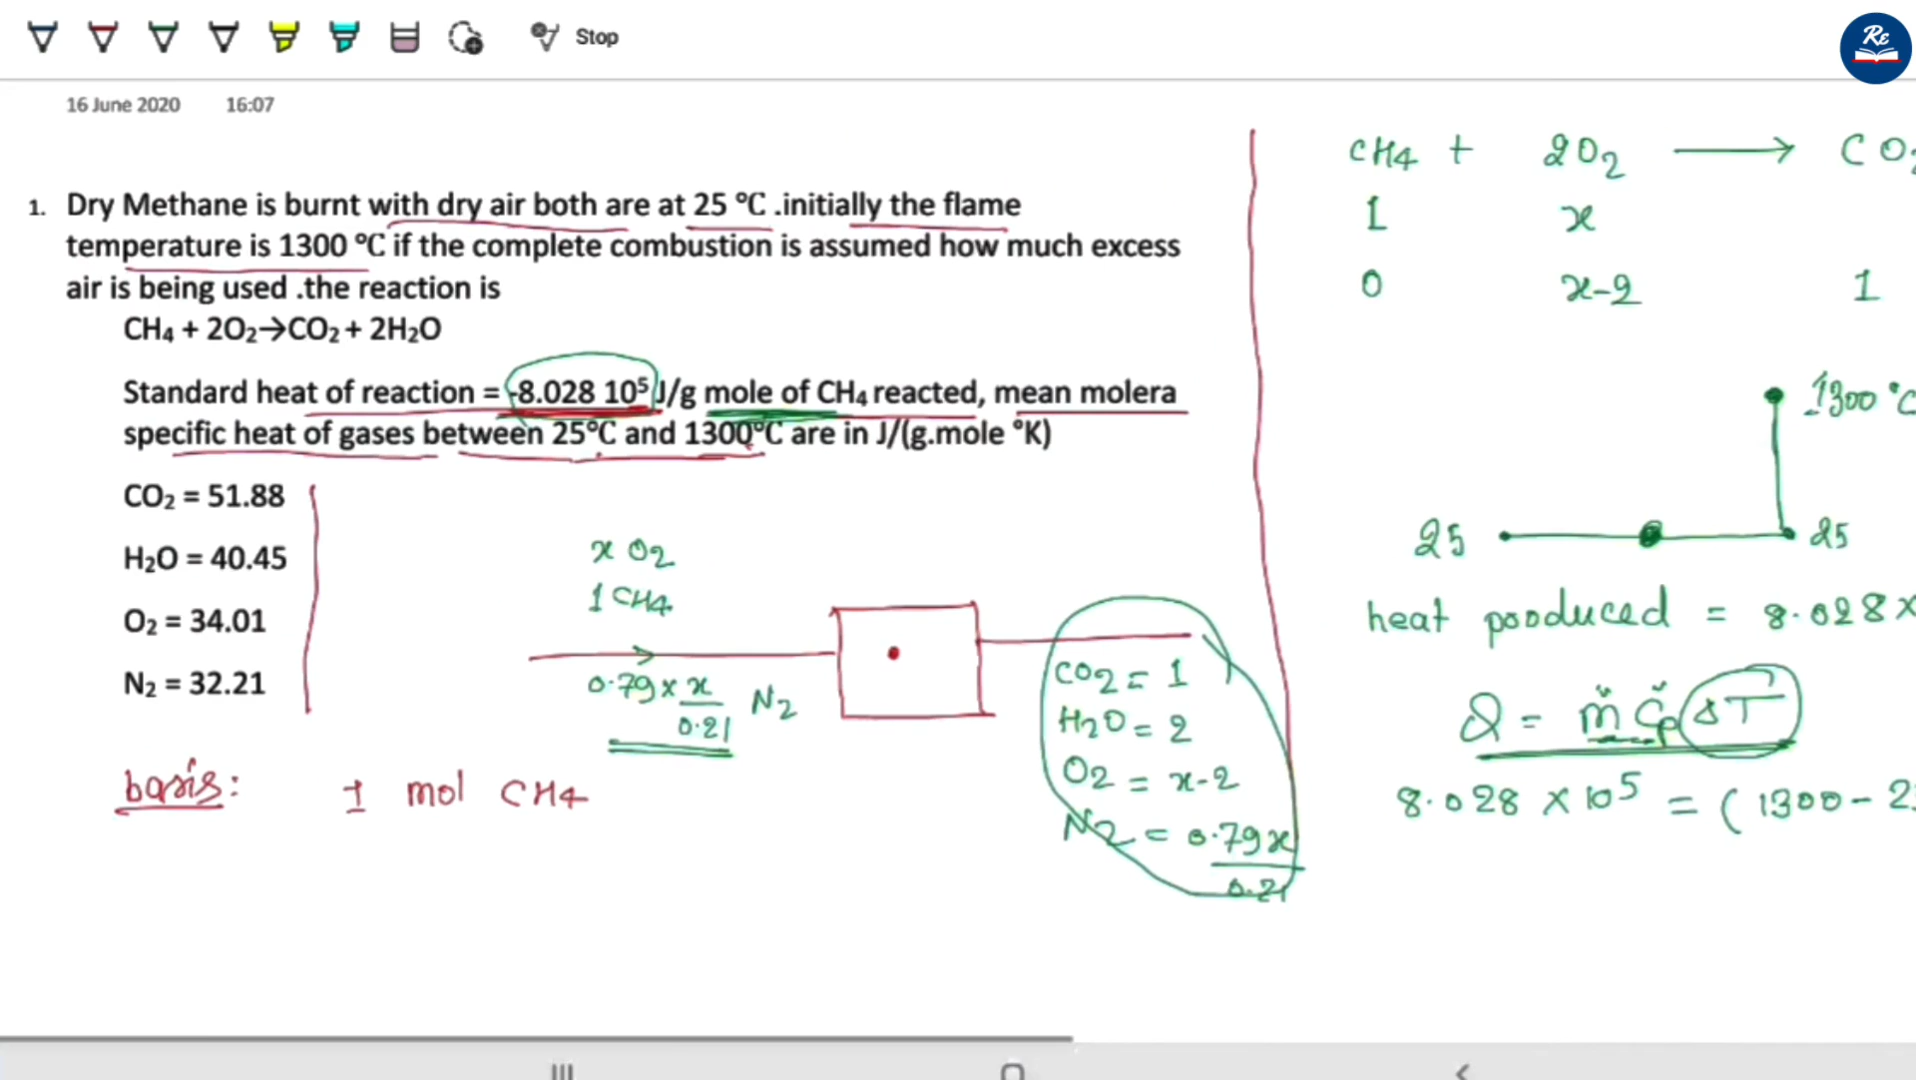 Stop
Re
16 June 2020 16:07
1. Dry Methane is burnt with dry air both are at 25 °C .initially the flame
temperature is 1300 °C if the complete combustion is assumed how much excess
air is being used .the reaction is
CH4 + 2O2→CO2 + 2H2O
Standard heat of reaction = -8.028 10⁵ J/g mole of CH4 reacted, mean molera
specific heat of gases between 25°C and 1300°C are in J/(g.mole °K)
CO2 = 51.88
H2O = 40.45
O2 = 34.01
N2 = 32.21
basis: 1 mol CH4
x O2
1 CH4
0.79 × x/0.21 N2
CO2 = 1
H2O = 2
O2 = x-2
N2 = 0.79x/0.21
CH4 + 2O2 → CO2
1 x
0 x-2 1
1300 °C
25 25
heat produced = 8.028×
Q = m Cp ΔT
8.028 × 10⁵ = (1300 - 2